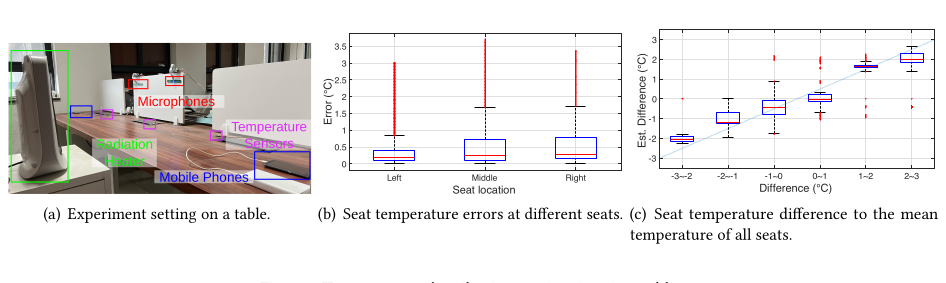 Microphones
Temperature
Sensors
Radiation
Heater
Mobile Phones
Error (°C)
3.5
3
2.5
2
1.5
1
0.5
0
Left
Middle
Right
Seat location
Est. Difference (°C)
3
2
1
0
-1
-2
-3
-3~-2
-2~-1
-1~0
0~1
1~2
2~3
Difference (°C)
(a) Experiment setting on a table.
(b) Seat temperature errors at different seats.
(c) Seat temperature difference to the mean
temperature of all seats.